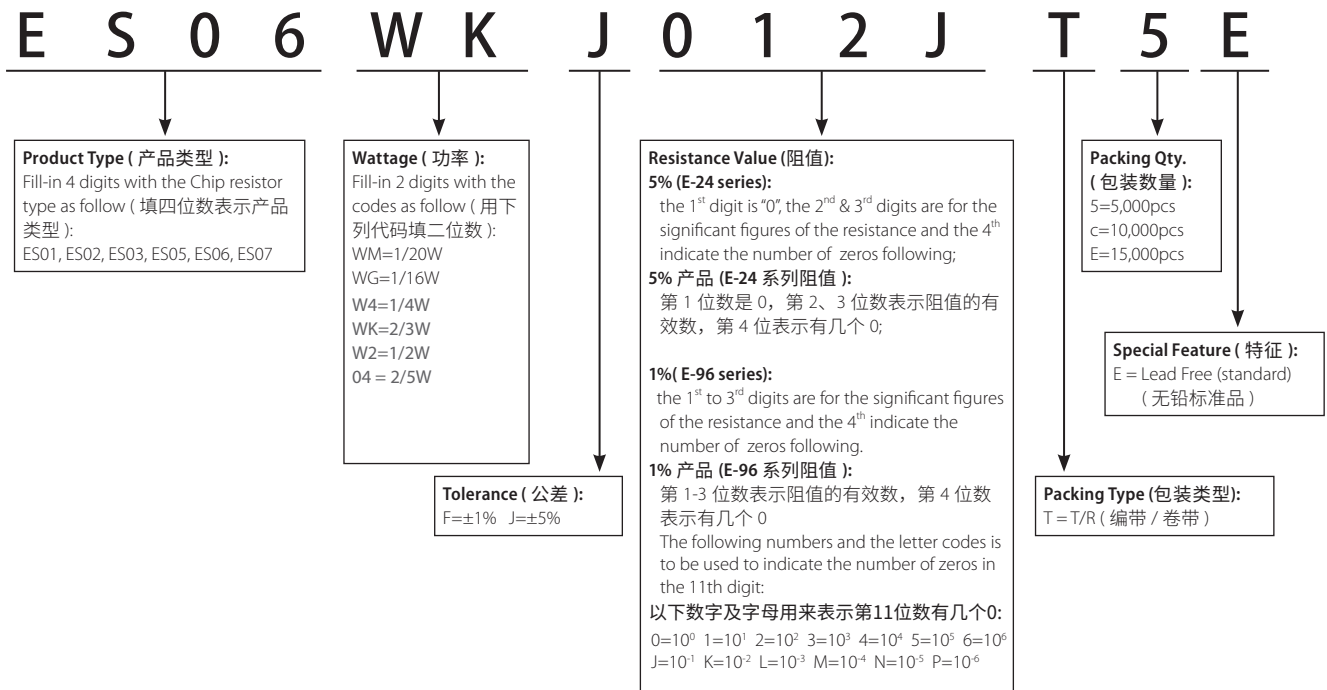 E S 0 6 W K J 0 1 2 J T 5 E
Product Type ( 产品类型 ):
Fill-in 4 digits with the Chip resistor
type as follow ( 填四位数表示产品
类型 ):
ES01, ES02, ES03, ES05, ES06, ES07
Wattage ( 功率 ):
Fill-in 2 digits with the
codes as follow ( 用下
列代码填二位数 ):
WM=1/20W
WG=1/16W
W4=1/4W
WK=2/3W
W2=1/2W
04 = 2/5W
Tolerance ( 公差 ):
F=±1% J=±5%
Resistance Value (阻值):
5% (E-24 series):
the 1st digit is “0”, the 2nd & 3rd digits are for the
significant figures of the resistance and the 4th
indicate the number of zeros following;
5% 产品 (E-24 系列阻值 ):
第 1 位数是 0，第 2、3 位数表示阻值的有
效数，第 4 位表示有几个 0;
1%( E-96 series):
the 1st to 3rd digits are for the significant figures
of the resistance and the 4th indicate the
number of zeros following.
1% 产品 (E-96 系列阻值 ):
第 1-3 位数表示阻值的有效数，第 4 位数
表示有几个 0
The following numbers and the letter codes is
to be used to indicate the number of zeros in
the 11th digit:
以下数字及字母用来表示第11位数有几个0:
0=10⁰ 1=10¹ 2=10² 3=10³ 4=10⁴ 5=10⁵ 6=10⁶
J=10⁻¹ K=10⁻² L=10⁻³ M=10⁻⁴ N=10⁻⁵ P=10⁻⁶
Packing Qty.
( 包装数量 ):
5=5,000pcs
c=10,000pcs
E=15,000pcs
Special Feature ( 特征 ):
E = Lead Free (standard)
( 无铅标准品 )
Packing Type (包装类型):
T = T/R ( 编带 / 卷带 )